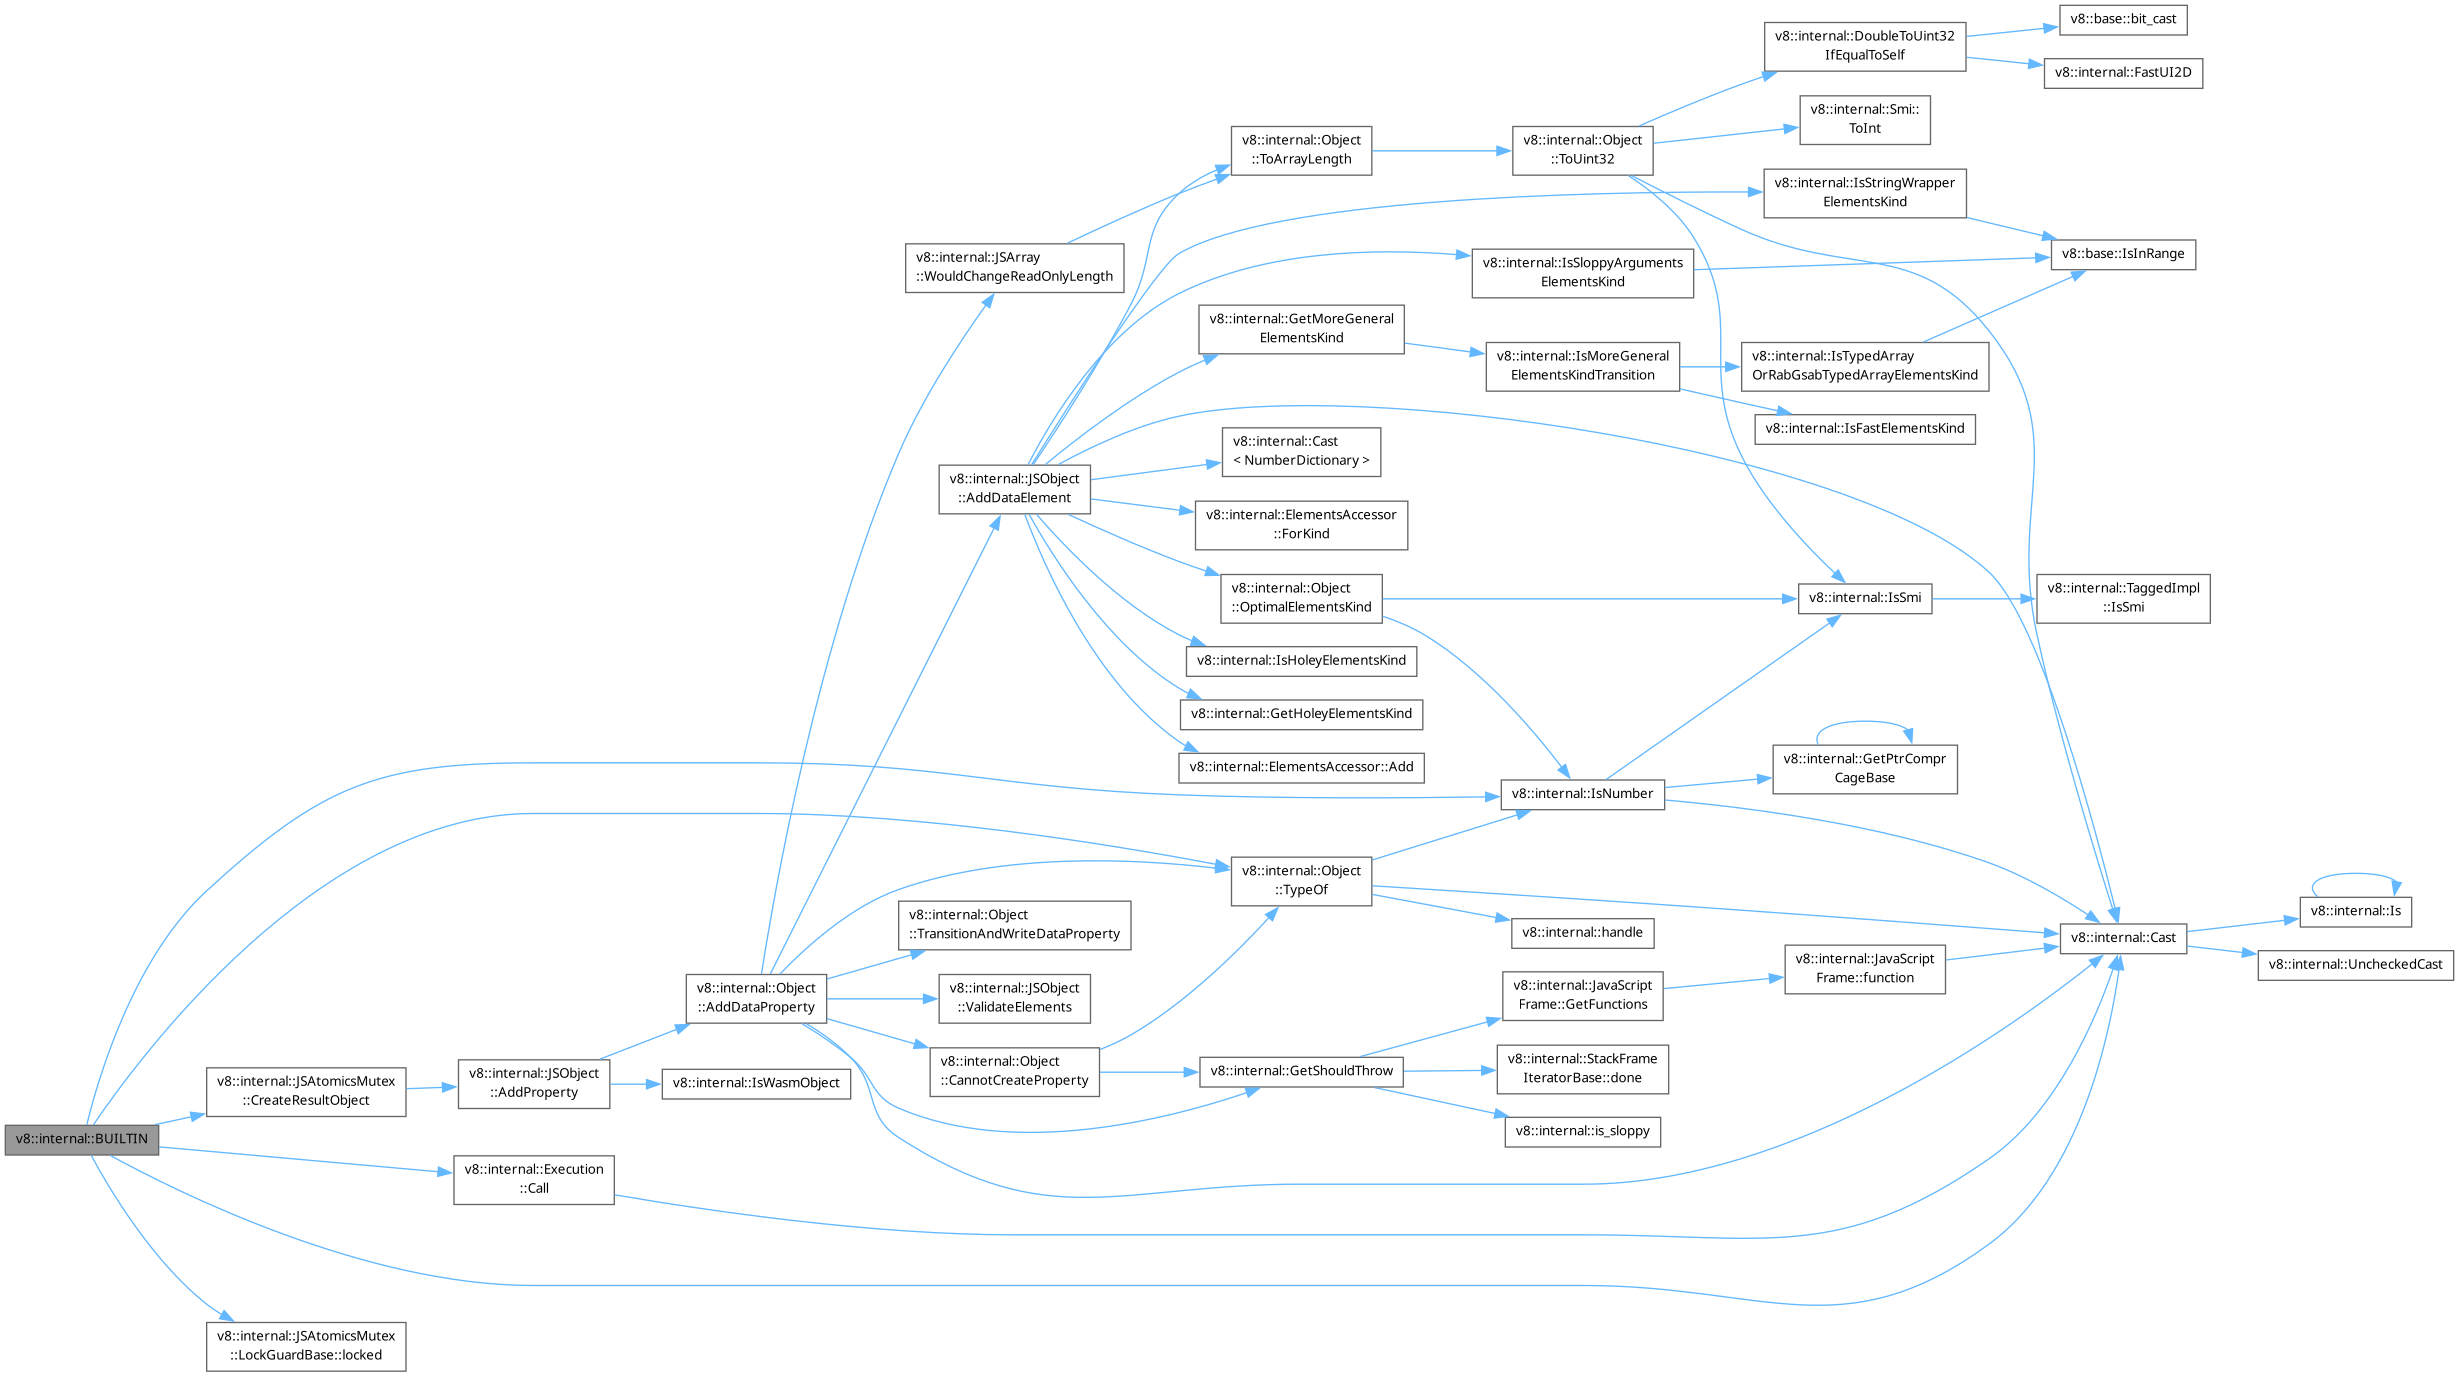 v8::internal::BUILTIN
v8::internal::JSAtomicsMutex
::CreateResultObject
v8::internal::JSAtomicsMutex
::LockGuardBase::locked
v8::internal::JSObject
::AddProperty
v8::internal::Execution
::Call
v8::internal::Object
::AddDataProperty
v8::internal::IsWasmObject
v8::internal::JSArray
::WouldChangeReadOnlyLength
v8::internal::JSObject
::AddDataElement
v8::internal::Object
::TransitionAndWriteDataProperty
v8::internal::JSObject
::ValidateElements
v8::internal::Object
::CannotCreateProperty
v8::internal::Object
::ToArrayLength
v8::internal::GetMoreGeneral
ElementsKind
v8::internal::Cast
< NumberDictionary >
v8::internal::ElementsAccessor
::ForKind
v8::internal::Object
::OptimalElementsKind
v8::internal::IsHoleyElementsKind
v8::internal::GetHoleyElementsKind
v8::internal::ElementsAccessor::Add
v8::internal::Object
::TypeOf
v8::internal::GetShouldThrow
v8::internal::Object
::ToUint32
v8::internal::IsSloppyArguments
ElementsKind
v8::internal::IsMoreGeneral
ElementsKindTransition
v8::internal::IsNumber
v8::internal::handle
v8::internal::JavaScript
Frame::GetFunctions
v8::internal::StackFrame
IteratorBase::done
v8::internal::is_sloppy
v8::internal::DoubleToUint32
IfEqualToSelf
v8::internal::Smi::
ToInt
v8::internal::IsStringWrapper
ElementsKind
v8::internal::IsTypedArray
OrRabGsabTypedArrayElementsKind
v8::internal::IsFastElementsKind
v8::internal::IsSmi
v8::internal::GetPtrCompr
CageBase
v8::internal::JavaScript
Frame::function
v8::base::bit_cast
v8::internal::FastUI2D
v8::base::IsInRange
v8::internal::TaggedImpl
::IsSmi
v8::internal::Cast
v8::internal::Is
v8::internal::UncheckedCast